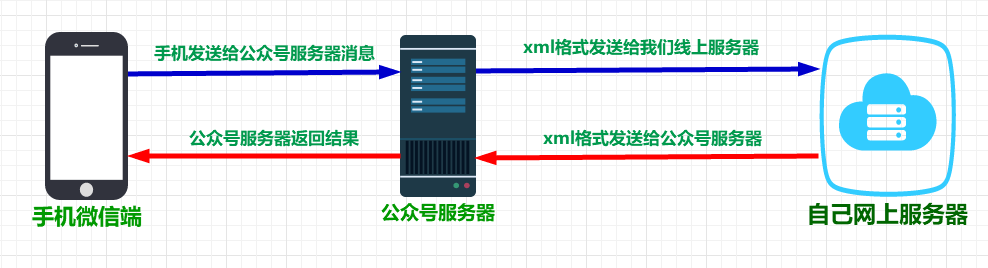 手机发送给公众号服务器消息
xml格式发送给我们线上服务器
公众号服务器返回结果
xml格式发送给公众号服务器
手机微信端
公众号服务器
自己网上服务器